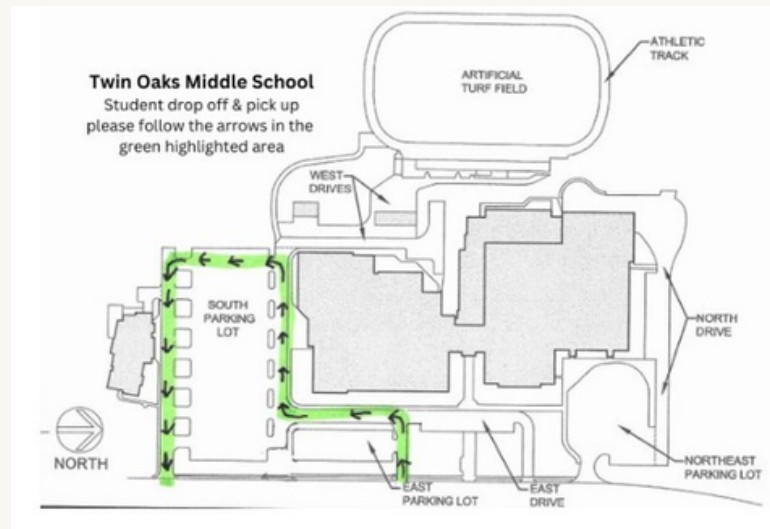 Twin Oaks Middle School
Student drop off & pick up
please follow the arrows in the
green highlighted area
ATHLETIC
TRACK
ARTIFICIAL
TURF FIELD
WEST
DRIVES
SOUTH
PARKING
LOT
NORTH
DRIVE
NORTH
EAST
PARKING LOT
EAST
DRIVE
NORTHEAST
PARKING LOT